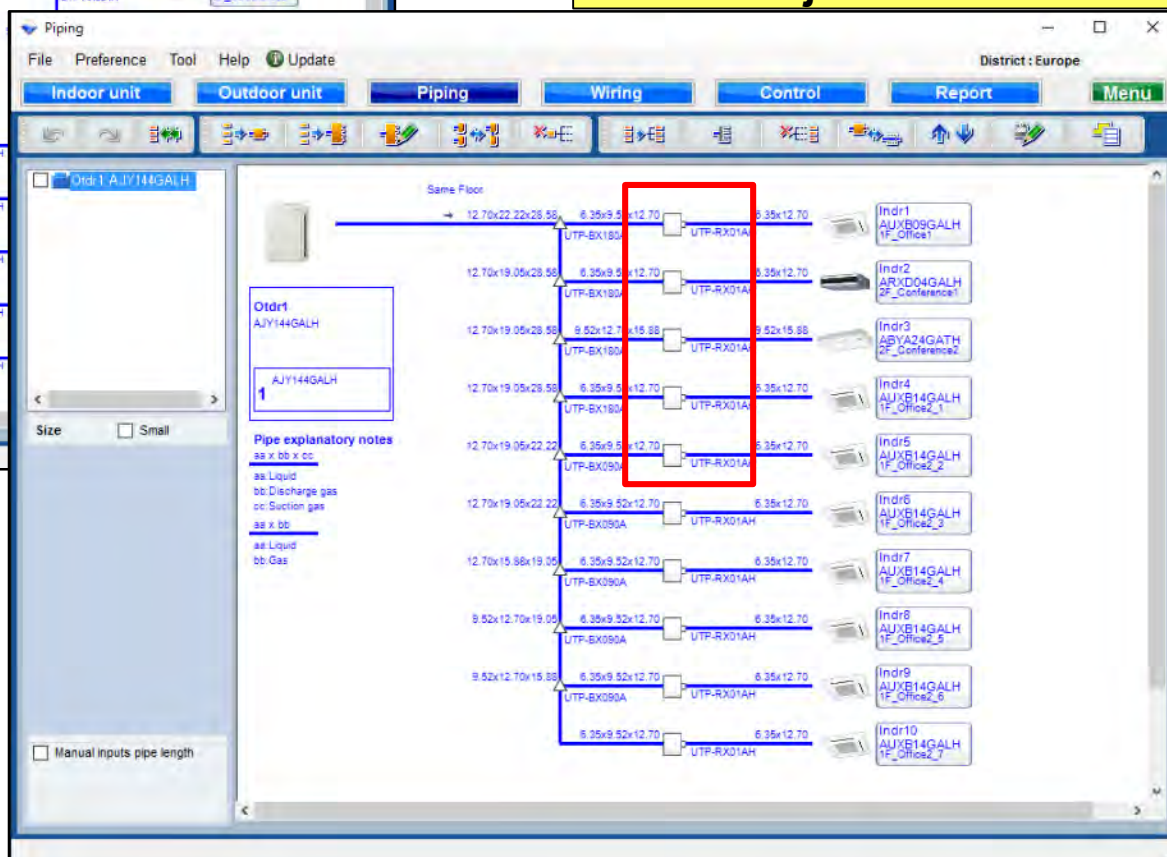 Piping
File Preference Tool Help Update District : Europe
Indoor unit Outdoor unit Piping Wiring Control Report Menu
Otdr1 AJY144GALH
Size Small
Manual inputs pipe length
Same Floor
Otdr1
AJY144GALH
1 AJY144GALH
Pipe explanatory notes
aa x bb x cc
aa:Liquid
bb:Discharge gas
cc:Suction gas
aa x bb
aa:Liquid
bb:Gas
12.70x22.22x28.58 6.35x9.52x12.70 6.35x12.70 Indr1
UTP-BX180A UTP-RX01AH AUXB09GALH
1F_Office1
12.70x19.05x28.58 6.35x9.52x12.70 6.35x12.70 Indr2
UTP-BX180A UTP-RX01AH ARXD04GALH
2F_Conference1
12.70x19.05x28.58 9.52x12.70x15.88 9.52x15.88 Indr3
UTP-BX180A UTP-RX01AH ABYA24GATH
2F_Conference2
12.70x19.05x28.58 6.35x9.52x12.70 6.35x12.70 Indr4
UTP-BX180A UTP-RX01AH AUXB14GALH
1F_Office2_1
12.70x19.05x22.22 6.35x9.52x12.70 6.35x12.70 Indr5
UTP-BX090A UTP-RX01AH AUXB14GALH
1F_Office2_2
12.70x19.05x22.22 6.35x9.52x12.70 6.35x12.70 Indr6
UTP-BX090A UTP-RX01AH AUXB14GALH
1F_Office2_3
12.70x15.88x19.05 6.35x9.52x12.70 6.35x12.70 Indr7
UTP-BX090A UTP-RX01AH AUXB14GALH
1F_Office2_4
9.52x12.70x19.05 6.35x9.52x12.70 6.35x12.70 Indr8
UTP-BX090A UTP-RX01AH AUXB14GALH
1F_Office2_5
9.52x12.70x15.88 6.35x9.52x12.70 6.35x12.70 Indr9
UTP-BX090A UTP-RX01AH AUXB14GALH
1F_Office2_6
6.35x9.52x12.70 6.35x12.70 Indr10
UTP-RX01AH AUXB14GALH
1F_Office2_7